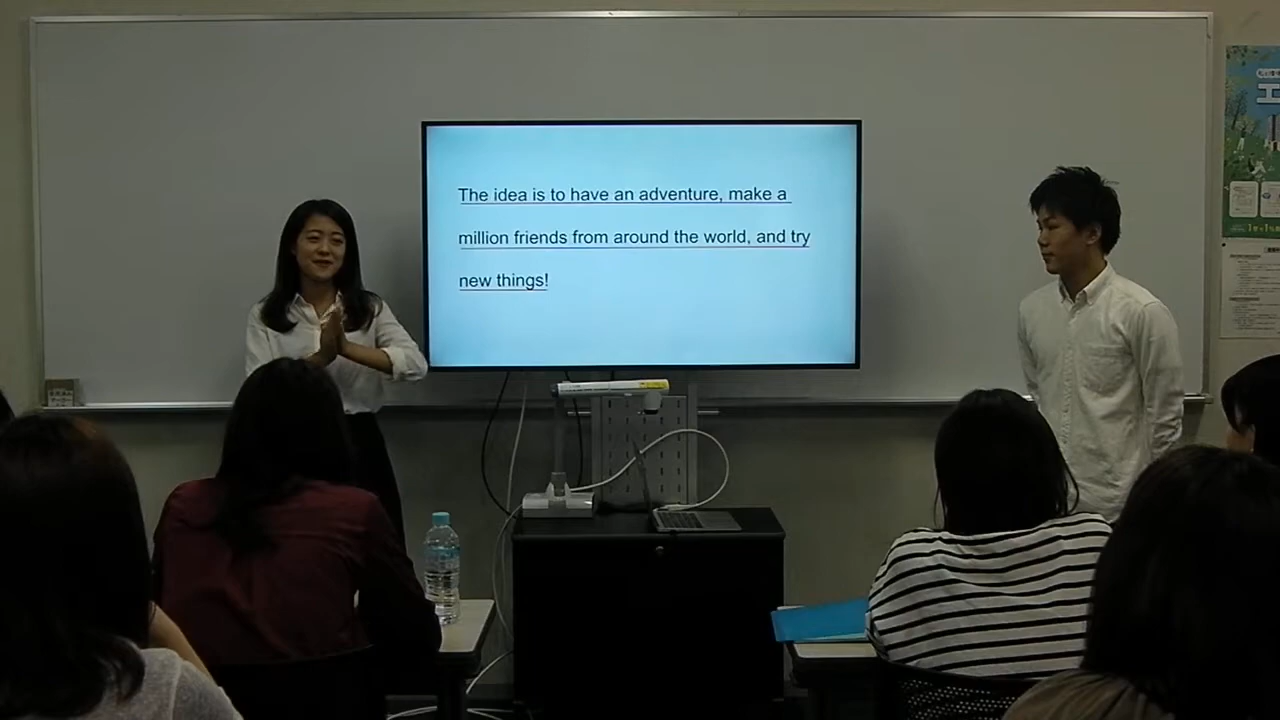 The idea is to have an adventure, make a
million friends from around the world, and try
new things!